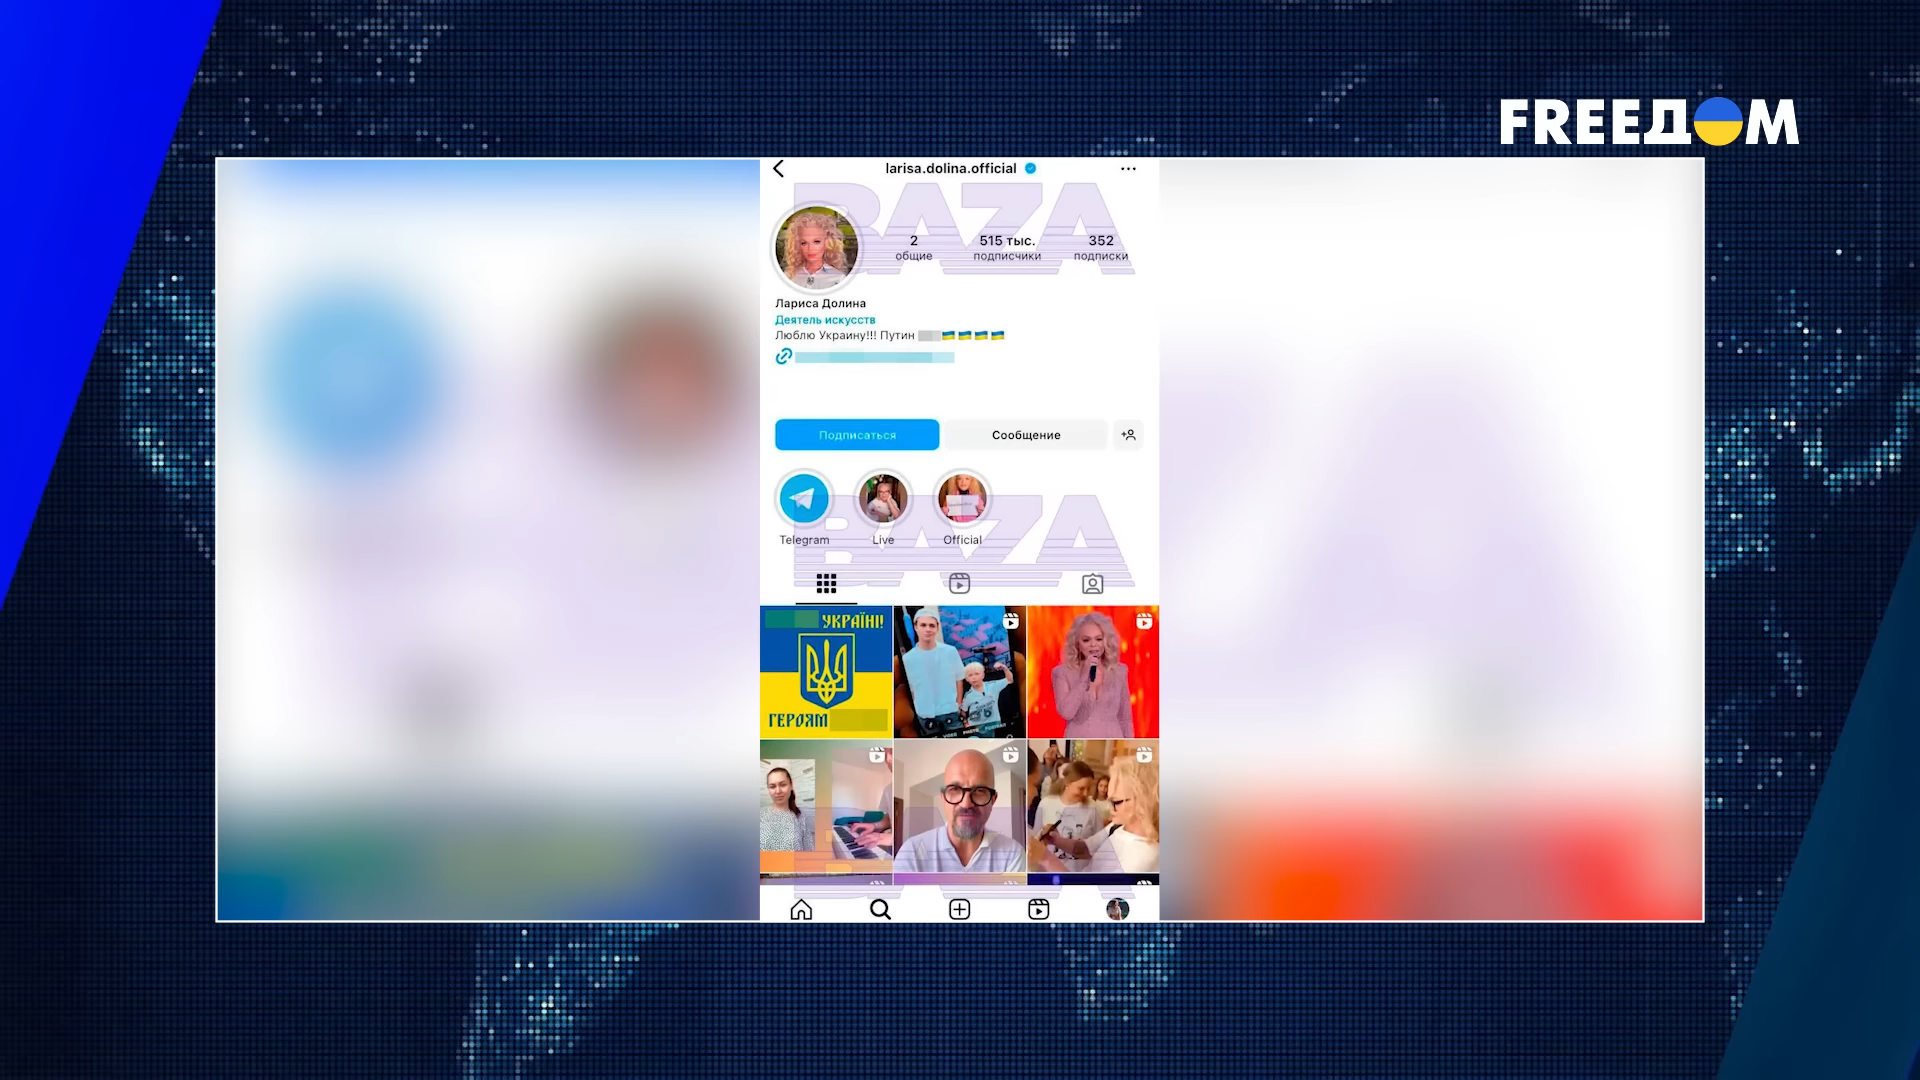 FREEДOM
larisa.dolina.official
BAZA
2
515 тыс.
352
общие
подписчики
подписки
Лариса Долина
Деятель искусств
Люблю Украину!!! Путин
Подписаться
Сообщение
BAZA
Telegram
Live
Official
УКРАЇНІ!
ГЕРОЯМ